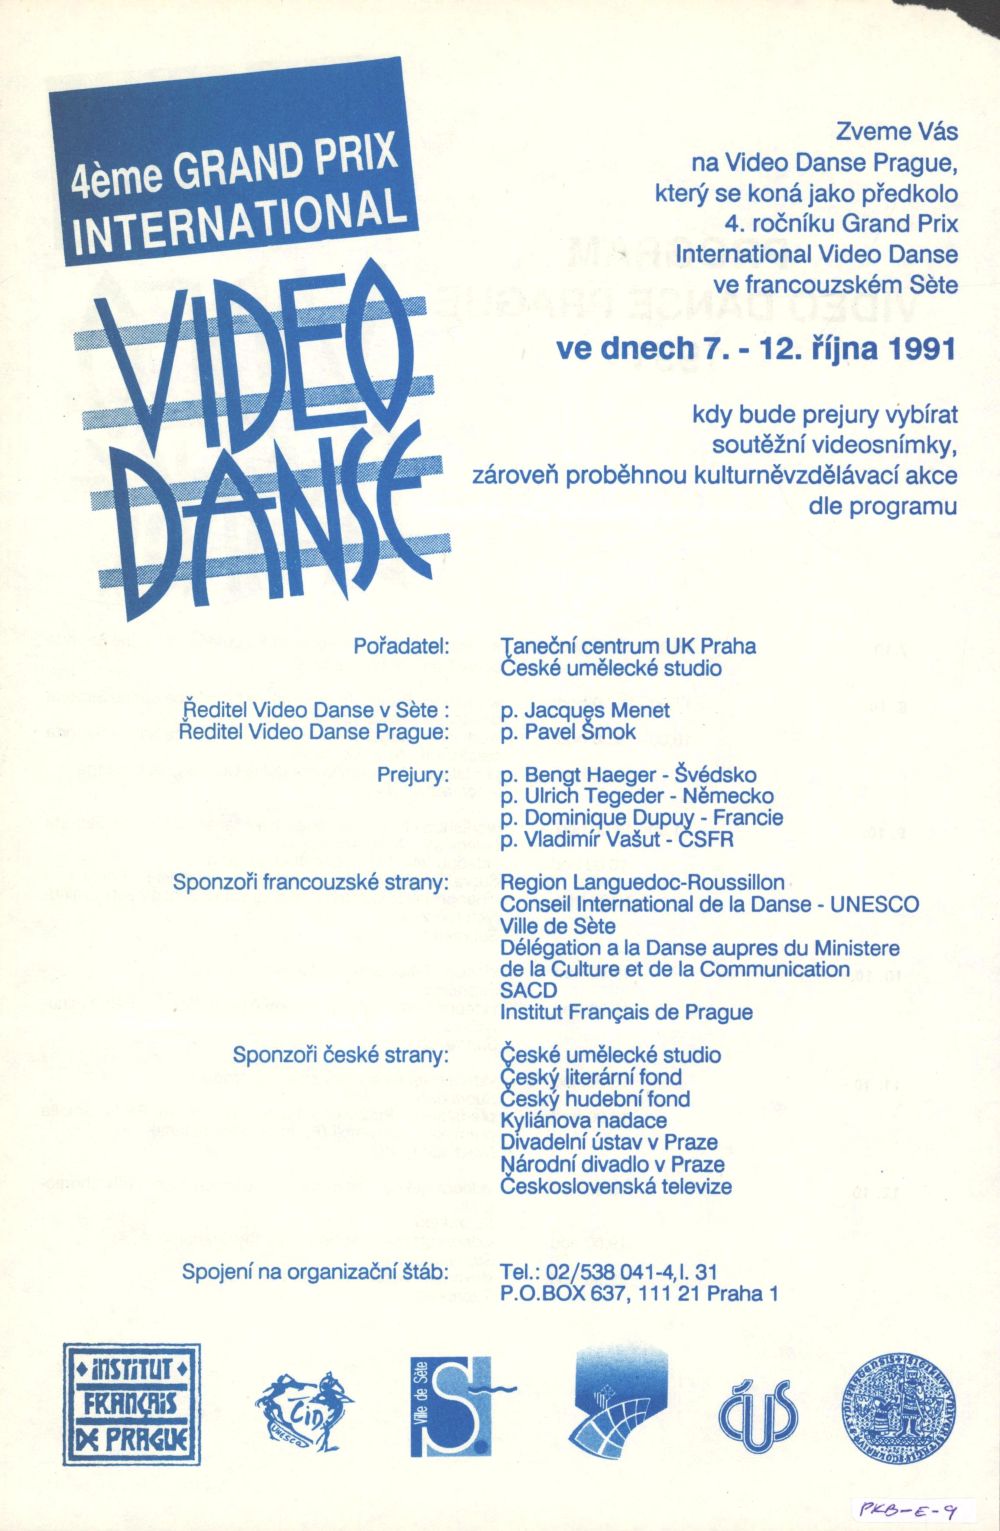 4ème GRAND PRIX
INTERNATIONAL
VIDEO
DANSE
Zveme Vás
na Video Danse Prague,
který se koná jako předkolo
4. ročníku Grand Prix
International Video Danse
ve francouzském Sète
ve dnech 7. - 12. října 1991
kdy bude prejury vybírat
soutěžní videosnímky,
zároveň proběhnou kulturněvzdělávací akce
dle programu
Pořadatel: Taneční centrum UK Praha
České umělecké studio
Ředitel Video Danse v Sète : p. Jacques Menet
Ředitel Video Danse Prague: p. Pavel Šmok
Prejury: p. Bengt Haeger - Švédsko
p. Ulrich Tegeder - Německo
p. Dominique Dupuy - Francie
p. Vladimír Vašut - ČSFR
Sponzoři francouzské strany: Region Languedoc-Roussillon
Conseil International de la Danse - UNESCO
Ville de Sète
Délégation a la Danse aupres du Ministere
de la Culture et de la Communication
SACD
Institut Français de Prague
Sponzoři české strany: České umělecké studio
Český literární fond
Český hudební fond
Kyliánova nadace
Divadelní ústav v Praze
Národní divadlo v Praze
Československá televize
Spojení na organizační štáb: Tel.: 02/538 041-4, l. 31
P.O.BOX 637, 111 21 Praha 1
INSTITUT
FRANÇAIS
DE PRAGUE
CID
UNESCO
Ville de Sète
S.
ČUS
PKB-E-9